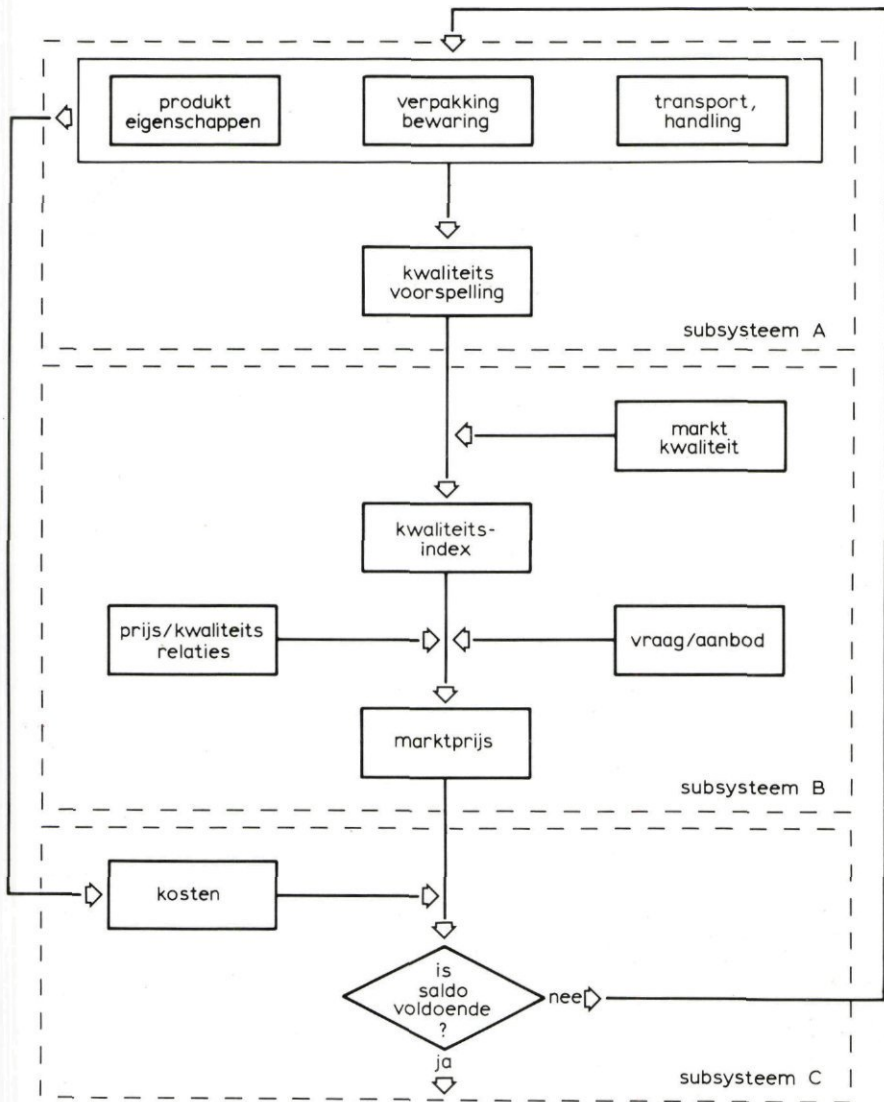 produkt
eigenschappen
verpakking
bewaring
transport,
handling
kwaliteits
voorspelling
subsysteem A
markt
kwaliteit
kwaliteits-
index
prijs/kwaliteits
relaties
vraag/aanbod
marktprijs
subsysteem B
kosten
is
saldo
voldoende
?
nee
ja
subsysteem C